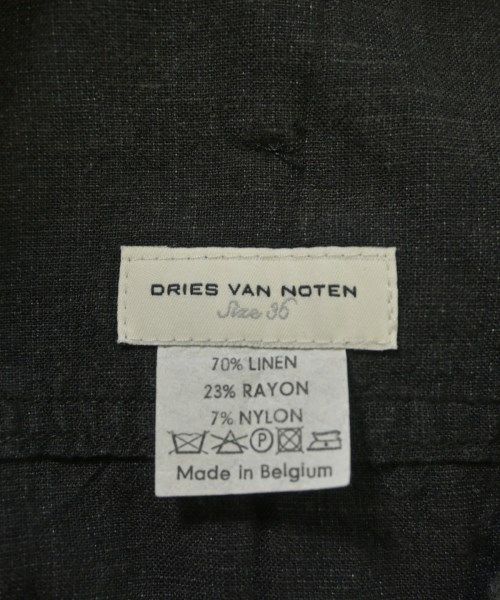 DRIES VAN NOTEN
Size 36
70% LINEN
23% RAYON
7% NYLON
P
Made in Belgium